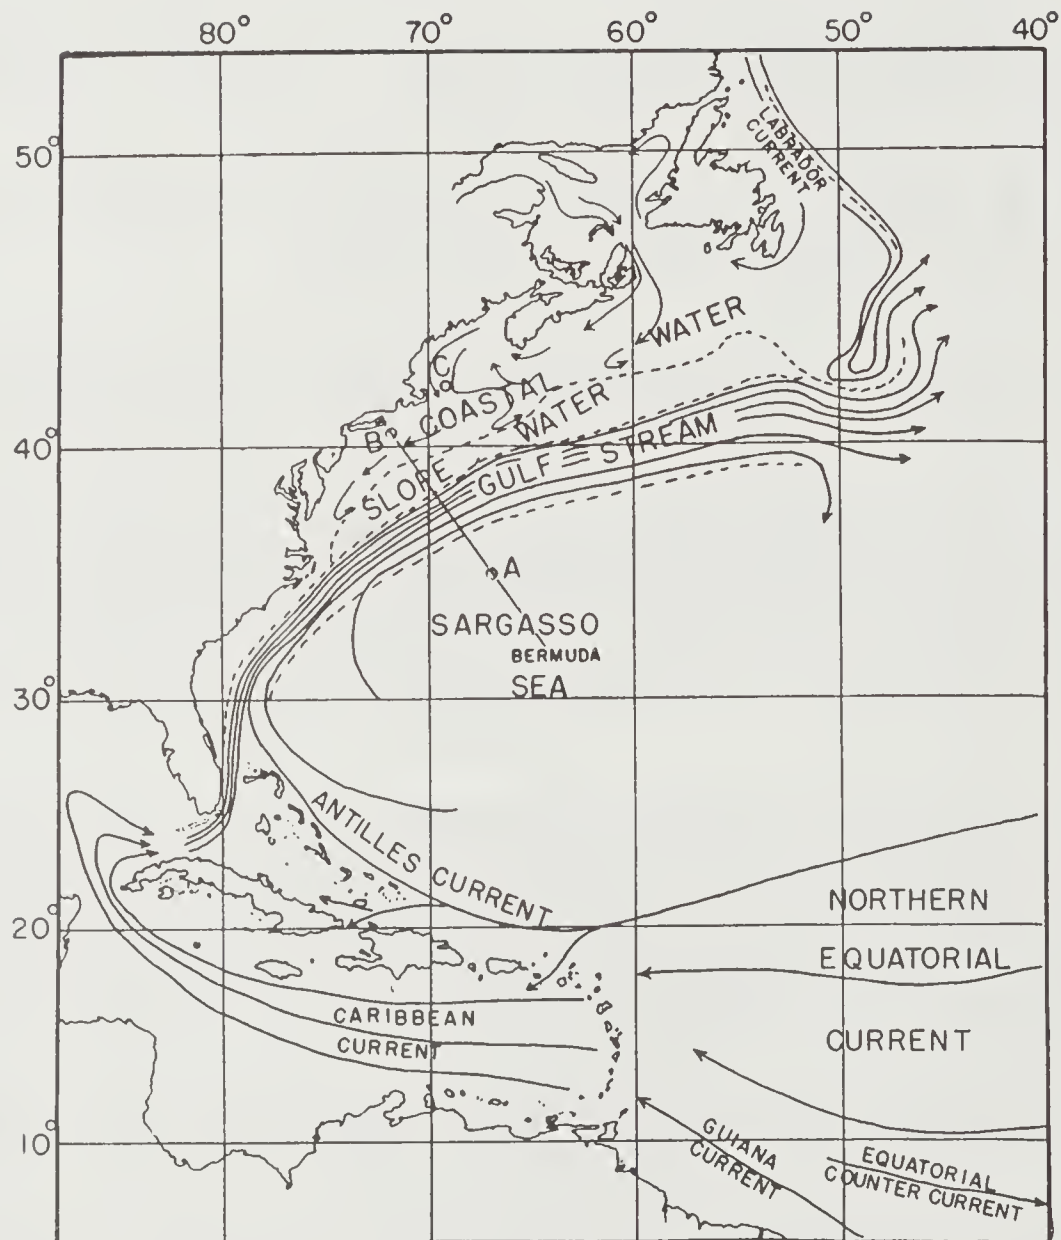 80° 70° 60° 50° 40°
50°
LABRADOR
CURRENT
WATER
C
COASTAL
40°
B
WATER
SLOPE
GULF STREAM
A
SARGASSO
BERMUDA
30°
SEA
ANTILLES CURRENT
NORTHERN
20°
EQUATORIAL
CARIBBEAN
CURRENT
CURRENT
10°
GUIANA
CURRENT
EQUATORIAL
COUNTER CURRENT